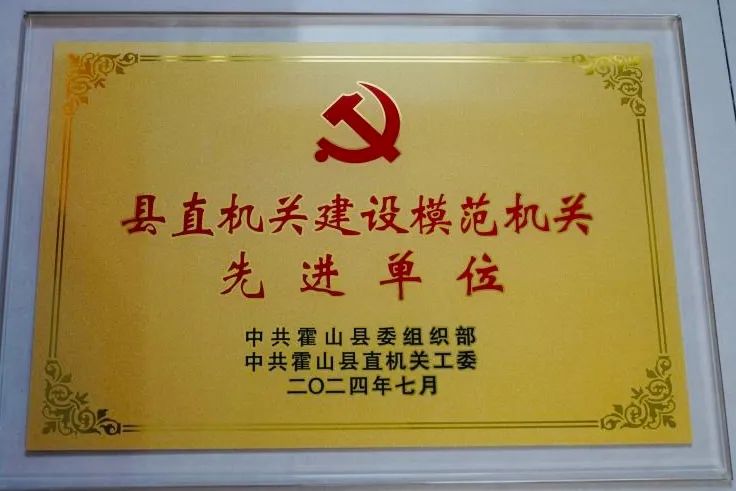 县直机关建设模范机关
先进单位
中共霍山县委组织部
中共霍山县直机关工委
二〇二四年七月